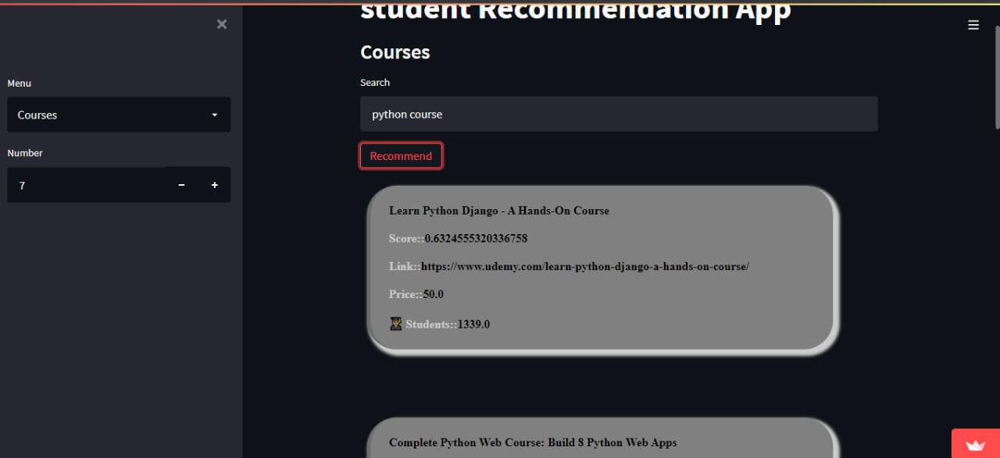 student Recommendation App
Courses
Search
python course
Recommend
Menu
Courses
Number
7
Learn Python Django - A Hands-On Course
Score::0.6324555320336758
Link::https://www.udemy.com/learn-python-django-a-hands-on-course/
Price::50.0
Students::1339.0
Complete Python Web Course: Build 8 Python Web Apps